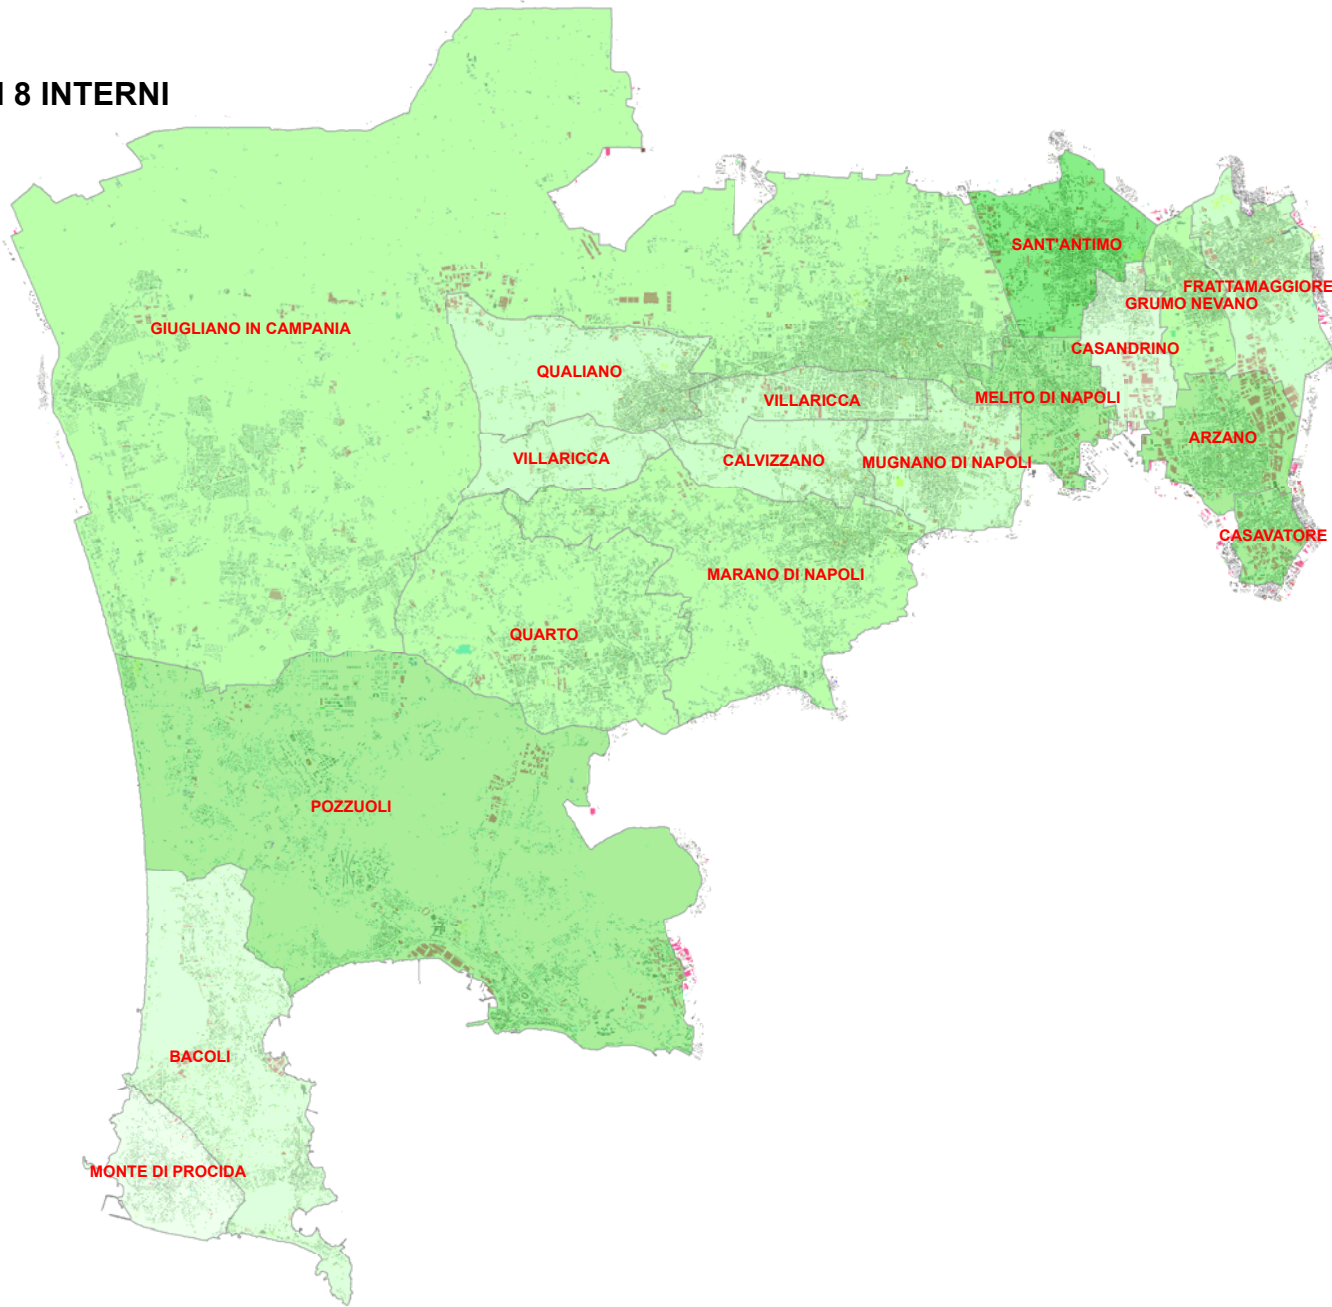 8 INTERNI
SANT'ANTIMO
FRATTAMAGGIORE
GRUMO NEVANO
GIUGLIANO IN CAMPANIA
CASANDRINO
QUALIANO
VILLARICCA
MELITO DI NAPOLI
ARZANO
VILLARICCA
CALVIZZANO
MUGNANO DI NAPOLI
CASAVATORE
MARANO DI NAPOLI
QUARTO
POZZUOLI
BACOLI
MONTE DI PROCIDA